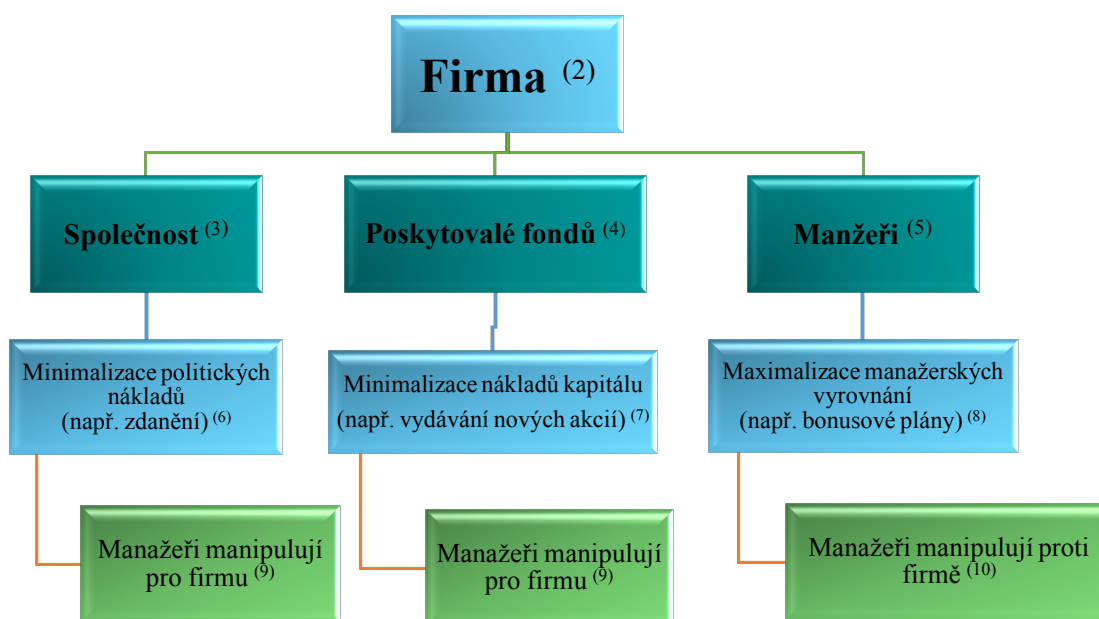 Firma (2)
Společnost (3)
Poskytovalé fondů (4)
Manžeři (5)
Minimalizace politických
nákladů
(např. zdanění) (6)
Minimalizace nákladů kapitálu
(např. vydávání nových akcií) (7)
Maximalizace manažerských
vyrovnání
(např. bonusové plány) (8)
Manažeři manipulují
pro firmu (9)
Manažeři manipulují
pro firmu (9)
Manažeři manipulují proti
firmě (10)